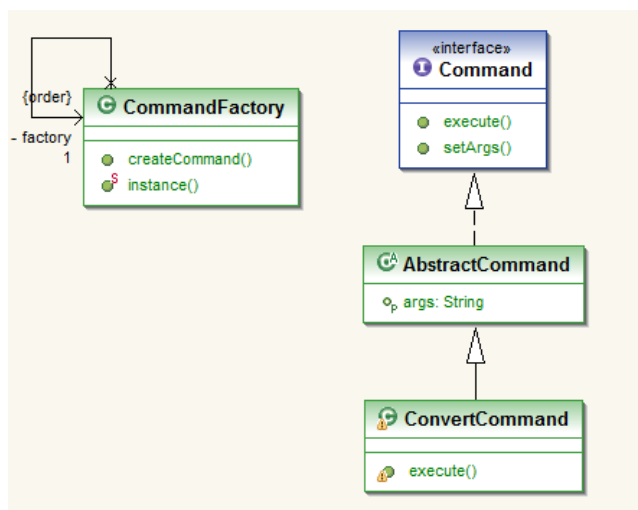 {order}
- factory
1
C CommandFactory
createCommand()
S instance()
«interface»
I Command
execute()
setArgs()
C A AbstractCommand
P args: String
C ConvertCommand
execute()